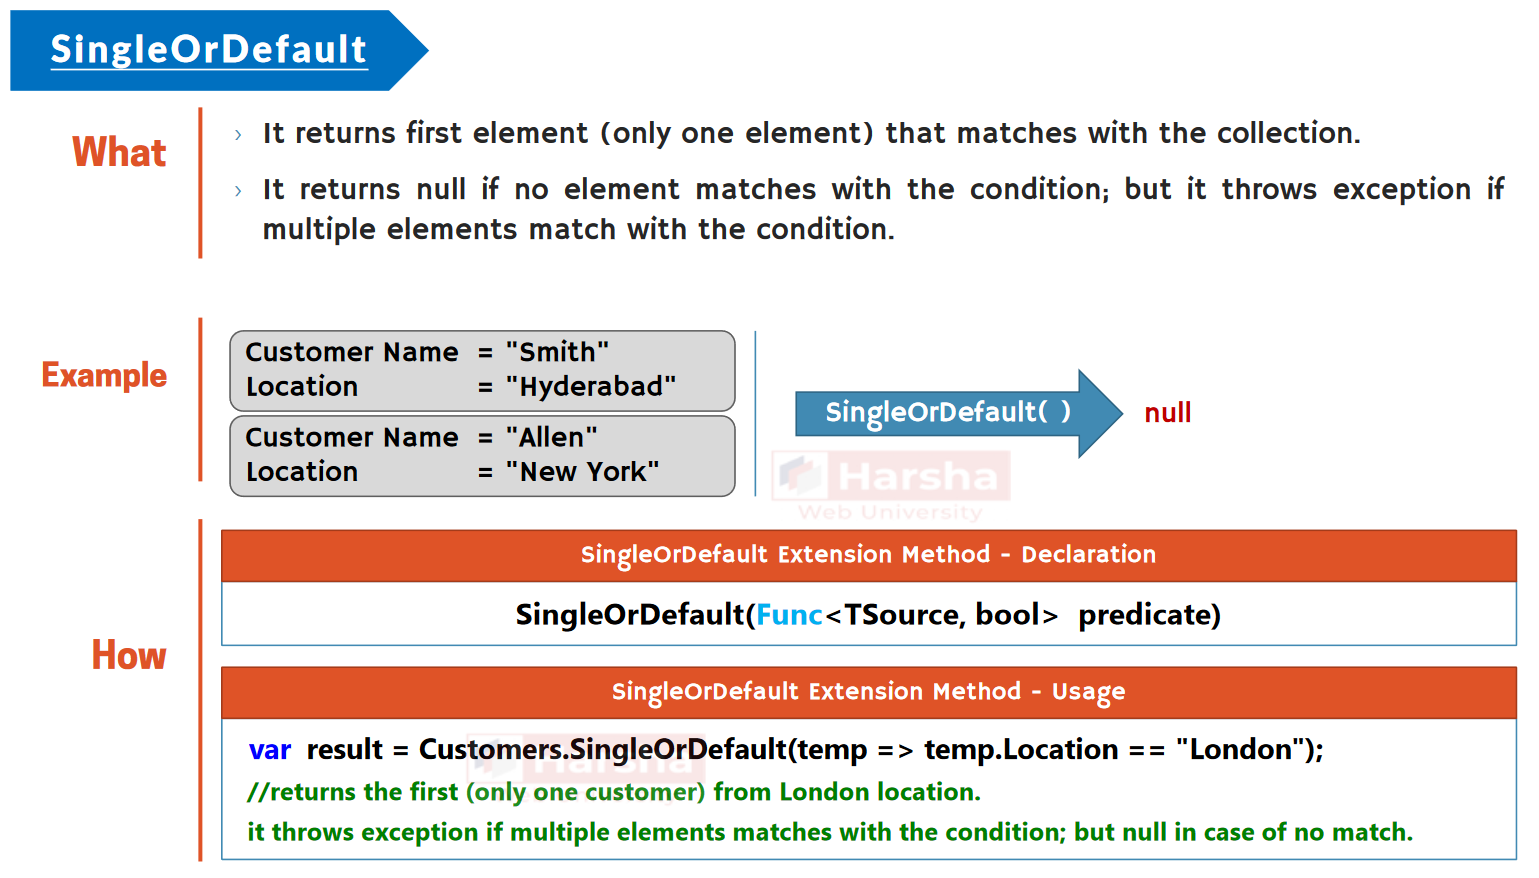 SingleOrDefault
What
› It returns first element (only one element) that matches with the collection.
› It returns null if no element matches with the condition; but it throws exception if
multiple elements match with the condition.
Example
Customer Name = "Smith"
Location = "Hyderabad"
Customer Name = "Allen"
Location = "New York"
SingleOrDefault( )
null
Harsha
Web University
How
SingleOrDefault Extension Method - Declaration
SingleOrDefault(Func<TSource, bool> predicate)
SingleOrDefault Extension Method - Usage
var result = Customers.SingleOrDefault(temp => temp.Location == "London");
Harsha
//returns the first (only one customer) from London location.
it throws exception if multiple elements matches with the condition; but null in case of no match.